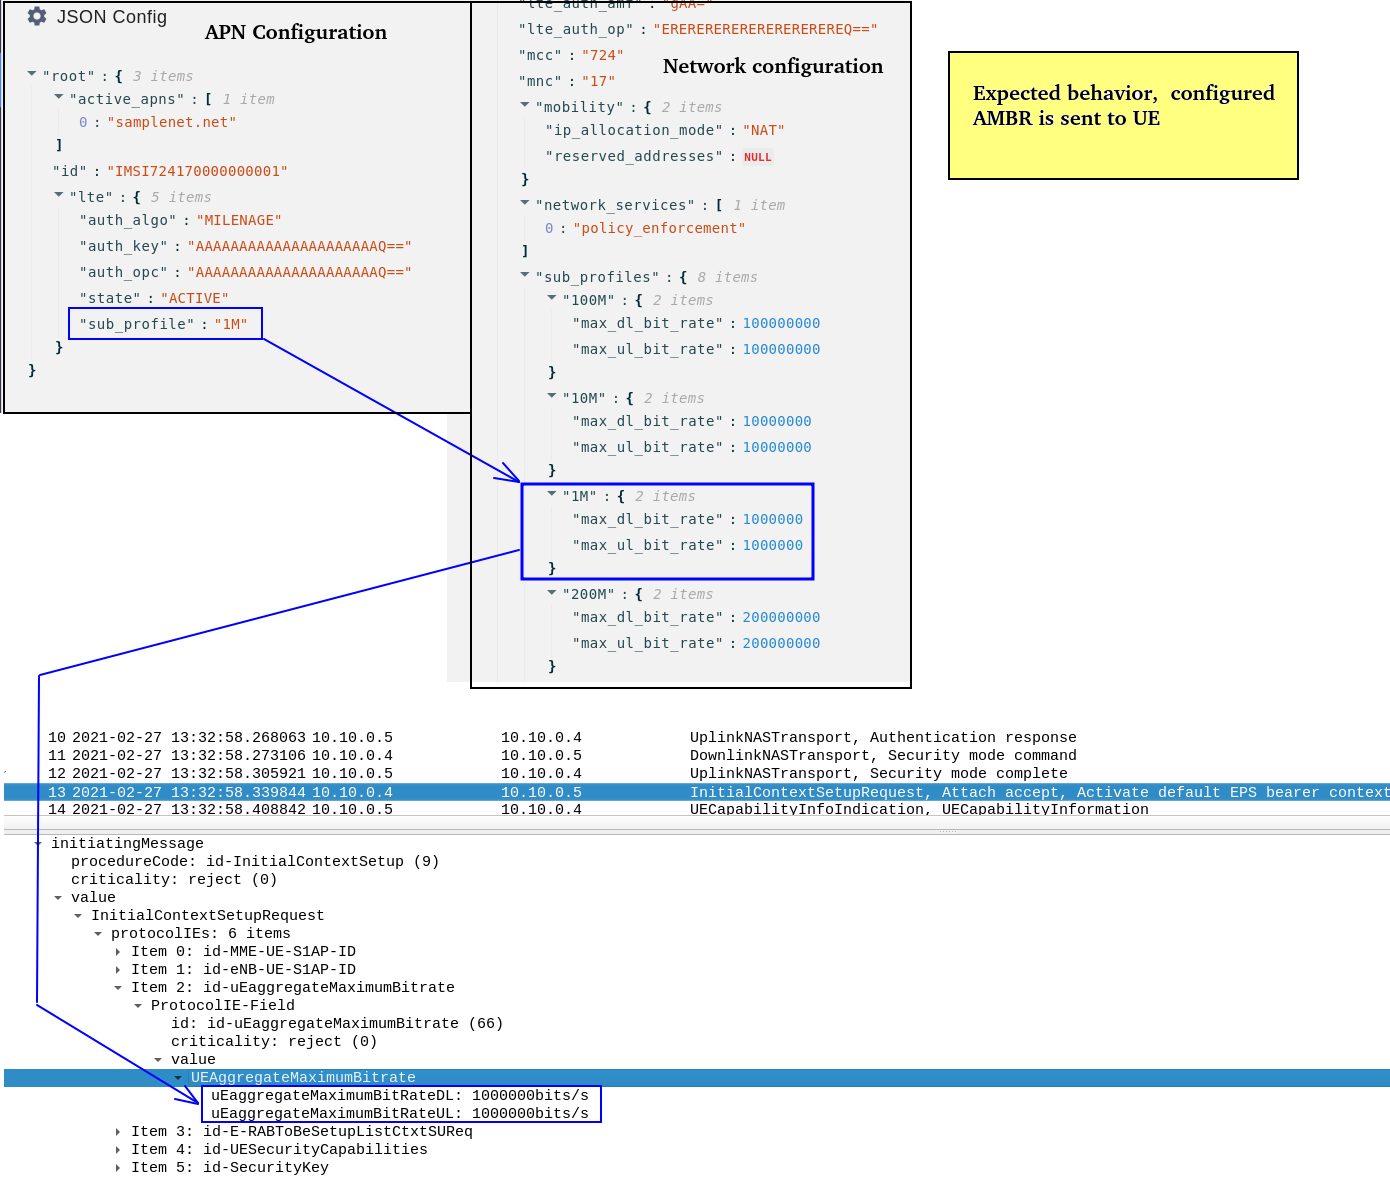 JSON Config
APN Configuration
"root" : { 3 items
"active_apns" : [ 1 item
0 : "samplenet.net"
]
"id" : "IMSI724170000000001"
"lte" : { 5 items
"auth_algo" : "MILENAGE"
"auth_key" : "AAAAAAAAAAAAAAAAAAAAAQ=="
"auth_opc" : "AAAAAAAAAAAAAAAAAAAAAQ=="
"state" : "ACTIVE"
"sub_profile" : "1M"
}
}
"lte_auth_amf" : "gAA="
"lte_auth_op" : "EREREREREREREREREREREQ=="
"mcc" : "724"
Network configuration
"mnc" : "17"
"mobility" : { 2 items
"ip_allocation_mode" : "NAT"
"reserved_addresses" : NULL
}
"network_services" : [ 1 item
0 : "policy_enforcement"
]
"sub_profiles" : { 8 items
"100M" : { 2 items
"max_dl_bit_rate" : 100000000
"max_ul_bit_rate" : 100000000
}
"10M" : { 2 items
"max_dl_bit_rate" : 10000000
"max_ul_bit_rate" : 10000000
}
"1M" : { 2 items
"max_dl_bit_rate" : 1000000
"max_ul_bit_rate" : 1000000
}
"200M" : { 2 items
"max_dl_bit_rate" : 200000000
"max_ul_bit_rate" : 200000000
}
Expected behavior, configured
AMBR is sent to UE
10 2021-02-27 13:32:58.268063 10.10.0.5 10.10.0.4 UplinkNASTransport, Authentication response
11 2021-02-27 13:32:58.273106 10.10.0.4 10.10.0.5 DownlinkNASTransport, Security mode command
12 2021-02-27 13:32:58.305921 10.10.0.5 10.10.0.4 UplinkNASTransport, Security mode complete
13 2021-02-27 13:32:58.339844 10.10.0.4 10.10.0.5 InitialContextSetupRequest, Attach accept, Activate default EPS bearer context
14 2021-02-27 13:32:58.408842 10.10.0.5 10.10.0.4 UECapabilityInfoIndication, UECapabilityInformation
initiatingMessage
procedureCode: id-InitialContextSetup (9)
criticality: reject (0)
value
InitialContextSetupRequest
protocolIEs: 6 items
Item 0: id-MME-UE-S1AP-ID
Item 1: id-eNB-UE-S1AP-ID
Item 2: id-uEaggregateMaximumBitrate
ProtocolIE-Field
id: id-uEaggregateMaximumBitrate (66)
criticality: reject (0)
value
UEAggregateMaximumBitrate
uEaggregateMaximumBitRateDL: 1000000bits/s
uEaggregateMaximumBitRateUL: 1000000bits/s
Item 3: id-E-RABToBeSetupListCtxtSUReq
Item 4: id-UESecurityCapabilities
Item 5: id-SecurityKey